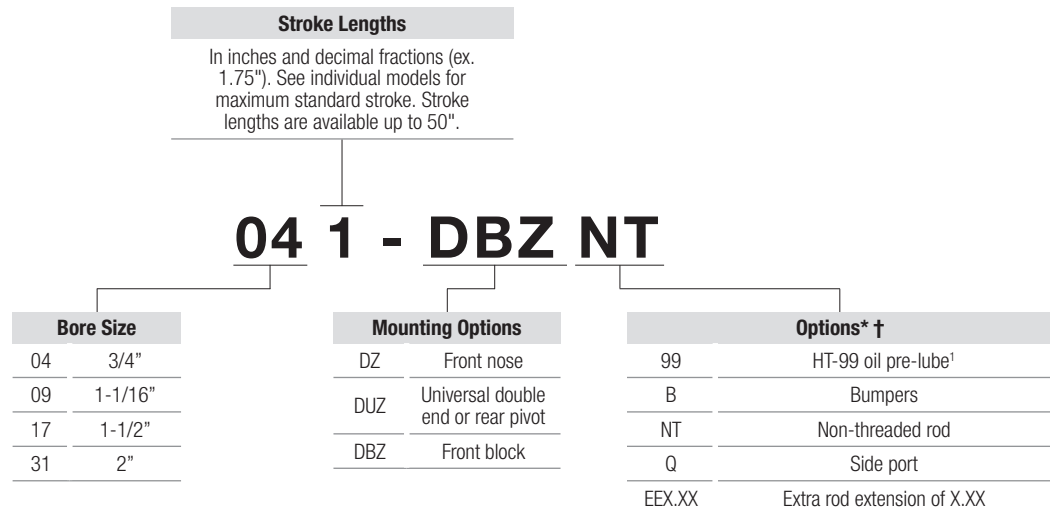 Stroke Lengths
In inches and decimal fractions (ex.
1.75"). See individual models for
maximum standard stroke. Stroke
lengths are available up to 50".
04 1 - DBZ NT
Bore Size
04 3/4”
09 1-1/16”
17 1-1/2”
31 2”
Mounting Options
DZ Front nose
DUZ Universal double
end or rear pivot
DBZ Front block
Options* †
99 HT-99 oil pre-lube¹
B Bumpers
NT Non-threaded rod
Q Side port
EEX.XX Extra rod extension of X.XX